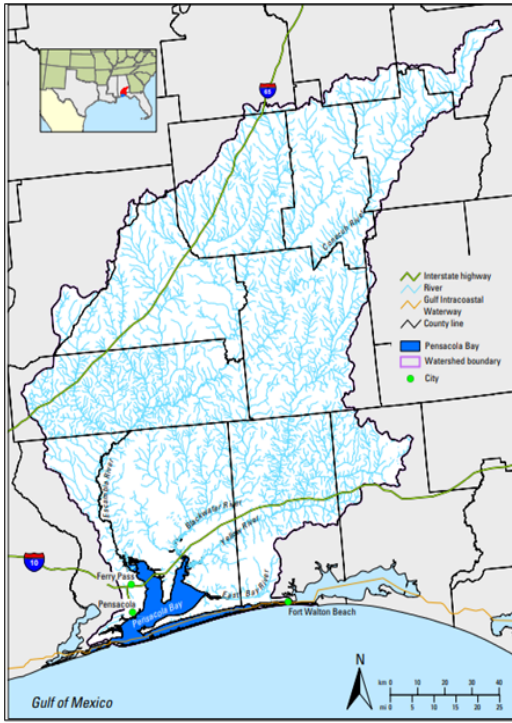 65
Conecuh River
Interstate highway
River
Gulf Intracoastal
Waterway
County line
Pensacola Bay
Watershed boundary
City
Escambia River
Blackwater River
Yellow River
10
Ferry Pass
East Bay River
Pensacola
Pensacola Bay
Fort Walton Beach
N
km 0 10 20 30 40
mi 0 5 10 15 20 25
Gulf of Mexico